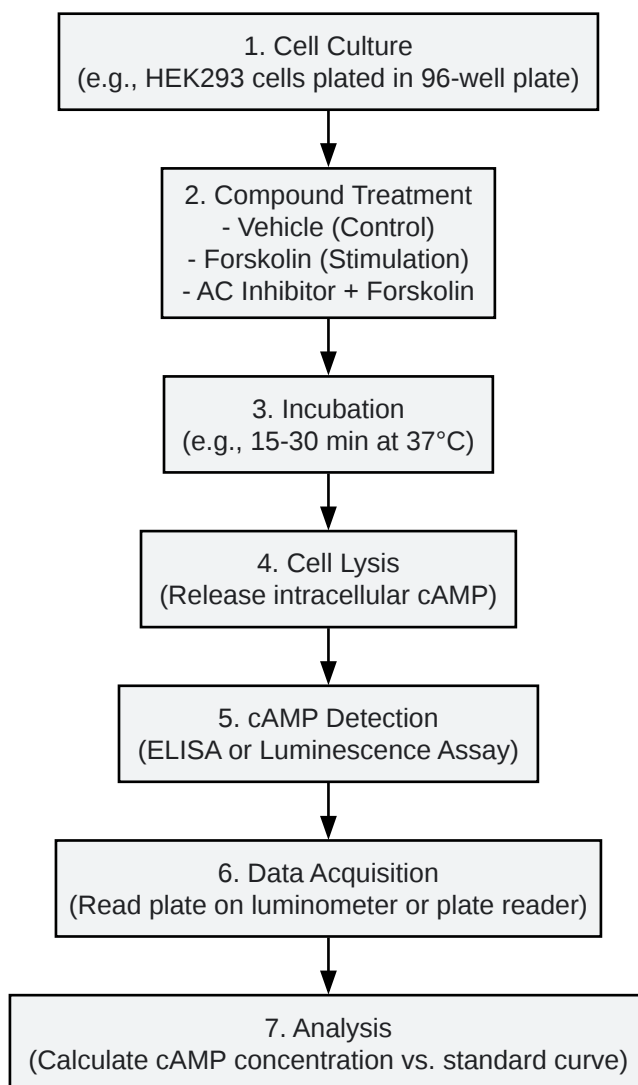 1. Cell Culture
(e.g., HEK293 cells plated in 96-well plate)
2. Compound Treatment
- Vehicle (Control)
- Forskolin (Stimulation)
- AC Inhibitor + Forskolin
3. Incubation
(e.g., 15-30 min at 37°C)
4. Cell Lysis
(Release intracellular cAMP)
5. cAMP Detection
(ELISA or Luminescence Assay)
6. Data Acquisition
(Read plate on luminometer or plate reader)
7. Analysis
(Calculate cAMP concentration vs. standard curve)